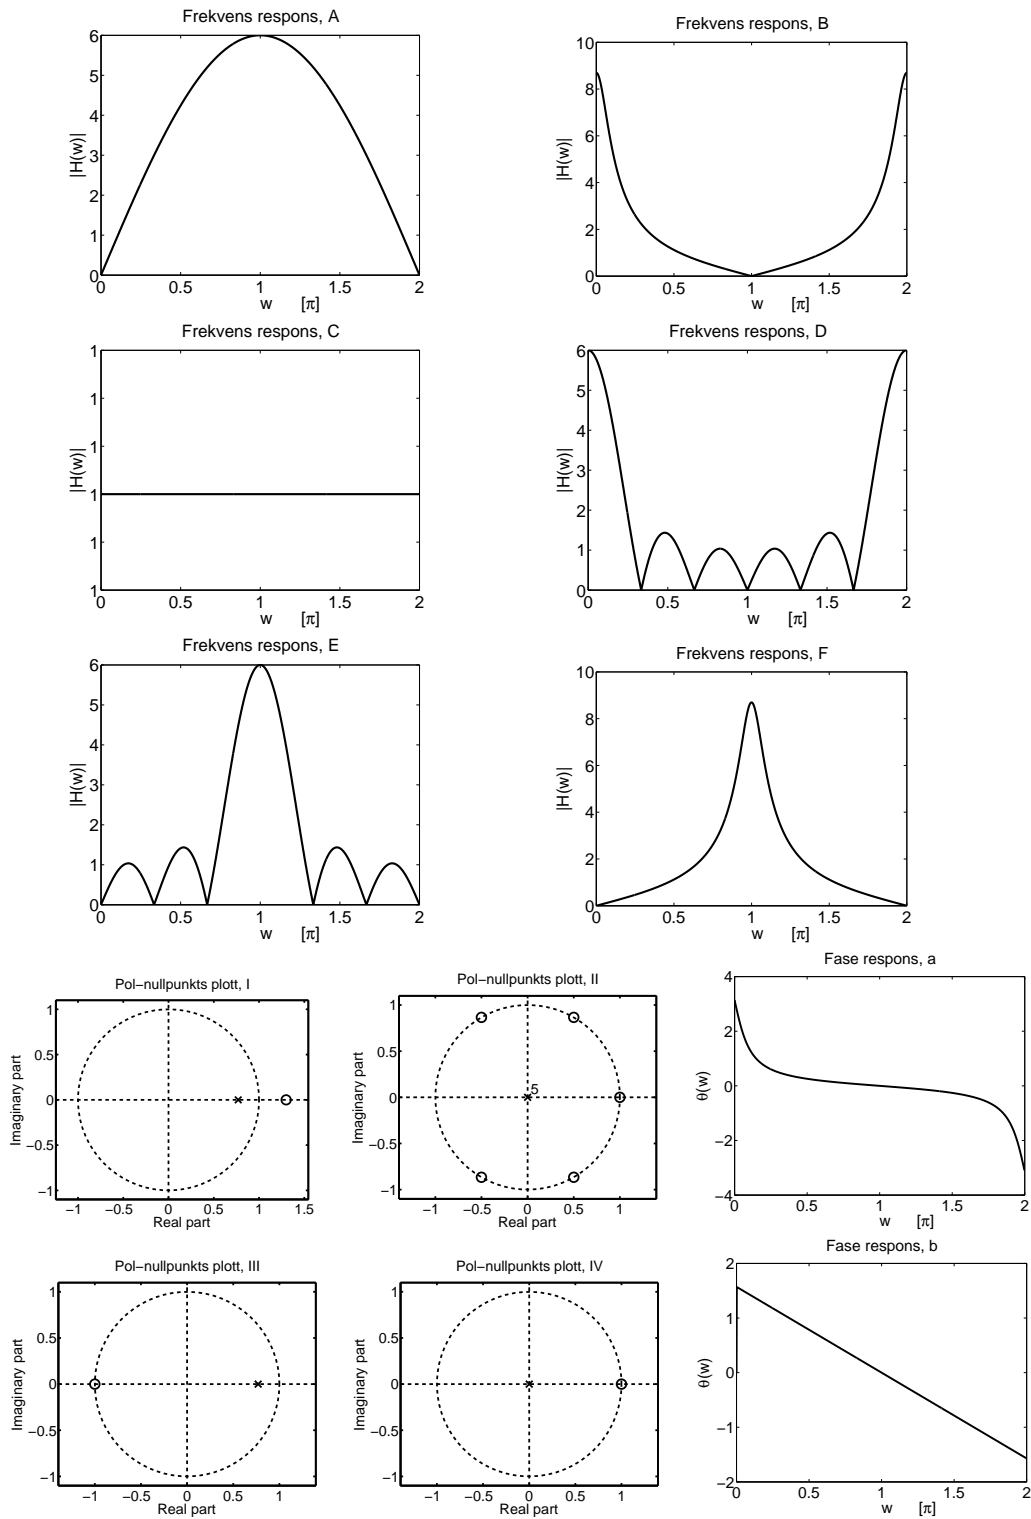 Frekvens respons, A
6
5
4
3
2
1
0
|H(w)|
0 0.5 1 1.5 2
w [π]
Frekvens respons, B
10
8
6
4
2
0
|H(w)|
0 0.5 1 1.5 2
w [π]
Frekvens respons, C
1
1
1
1
1
1
|H(w)|
0 0.5 1 1.5 2
w [π]
Frekvens respons, D
6
5
4
3
2
1
0
|H(w)|
0 0.5 1 1.5 2
w [π]
Frekvens respons, E
6
5
4
3
2
1
0
|H(w)|
0 0.5 1 1.5 2
w [π]
Frekvens respons, F
10
8
6
4
2
0
|H(w)|
0 0.5 1 1.5 2
w [π]
Pol−nullpunkts plott, I
1
0.5
0
−0.5
−1
Imaginary part
−1 −0.5 0 0.5 1 1.5
Real part
Pol−nullpunkts plott, II
1
0.5
0
−0.5
−1
Imaginary part
5
−1 −0.5 0 0.5 1
Real part
Fase respons, a
4
2
0
−2
−4
θ(w)
0 0.5 1 1.5 2
w [π]
Pol−nullpunkts plott, III
1
0.5
0
−0.5
−1
Imaginary part
−1 −0.5 0 0.5 1
Real part
Pol−nullpunkts plott, IV
1
0.5
0
−0.5
−1
Imaginary part
−1 −0.5 0 0.5 1
Real part
Fase respons, b
2
1
0
−1
−2
θ(w)
0 0.5 1 1.5 2
w [π]